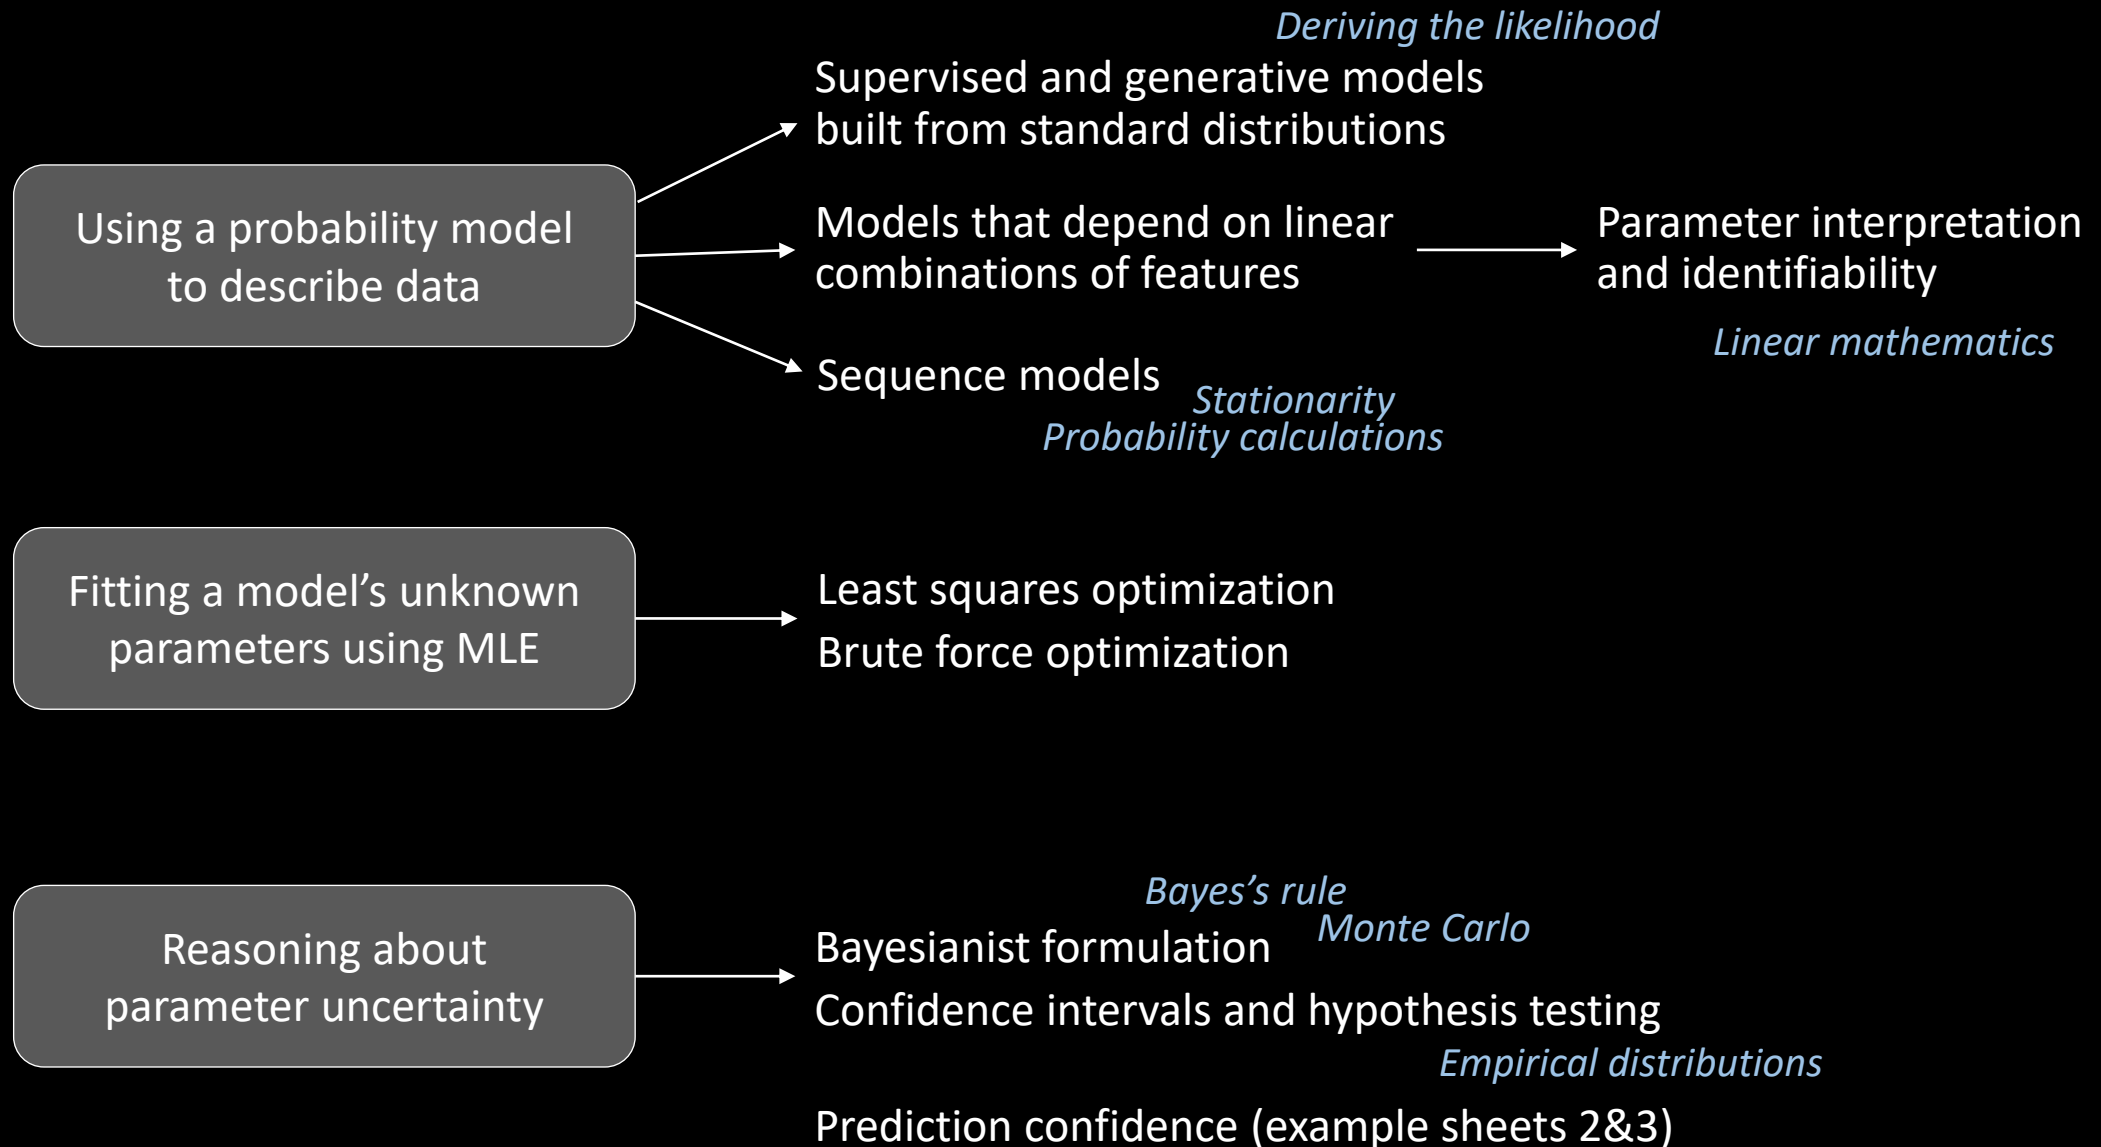 Deriving the likelihood
Supervised and generative models
built from standard distributions
Using a probability model
to describe data
Models that depend on linear
combinations of features
Parameter interpretation
and identifiability
Linear mathematics
Sequence models
Stationarity
Probability calculations
Fitting a model’s unknown
parameters using MLE
Least squares optimization
Brute force optimization
Reasoning about
parameter uncertainty
Bayes’s rule
Monte Carlo
Bayesianist formulation
Confidence intervals and hypothesis testing
Empirical distributions
Prediction confidence (example sheets 2&3)